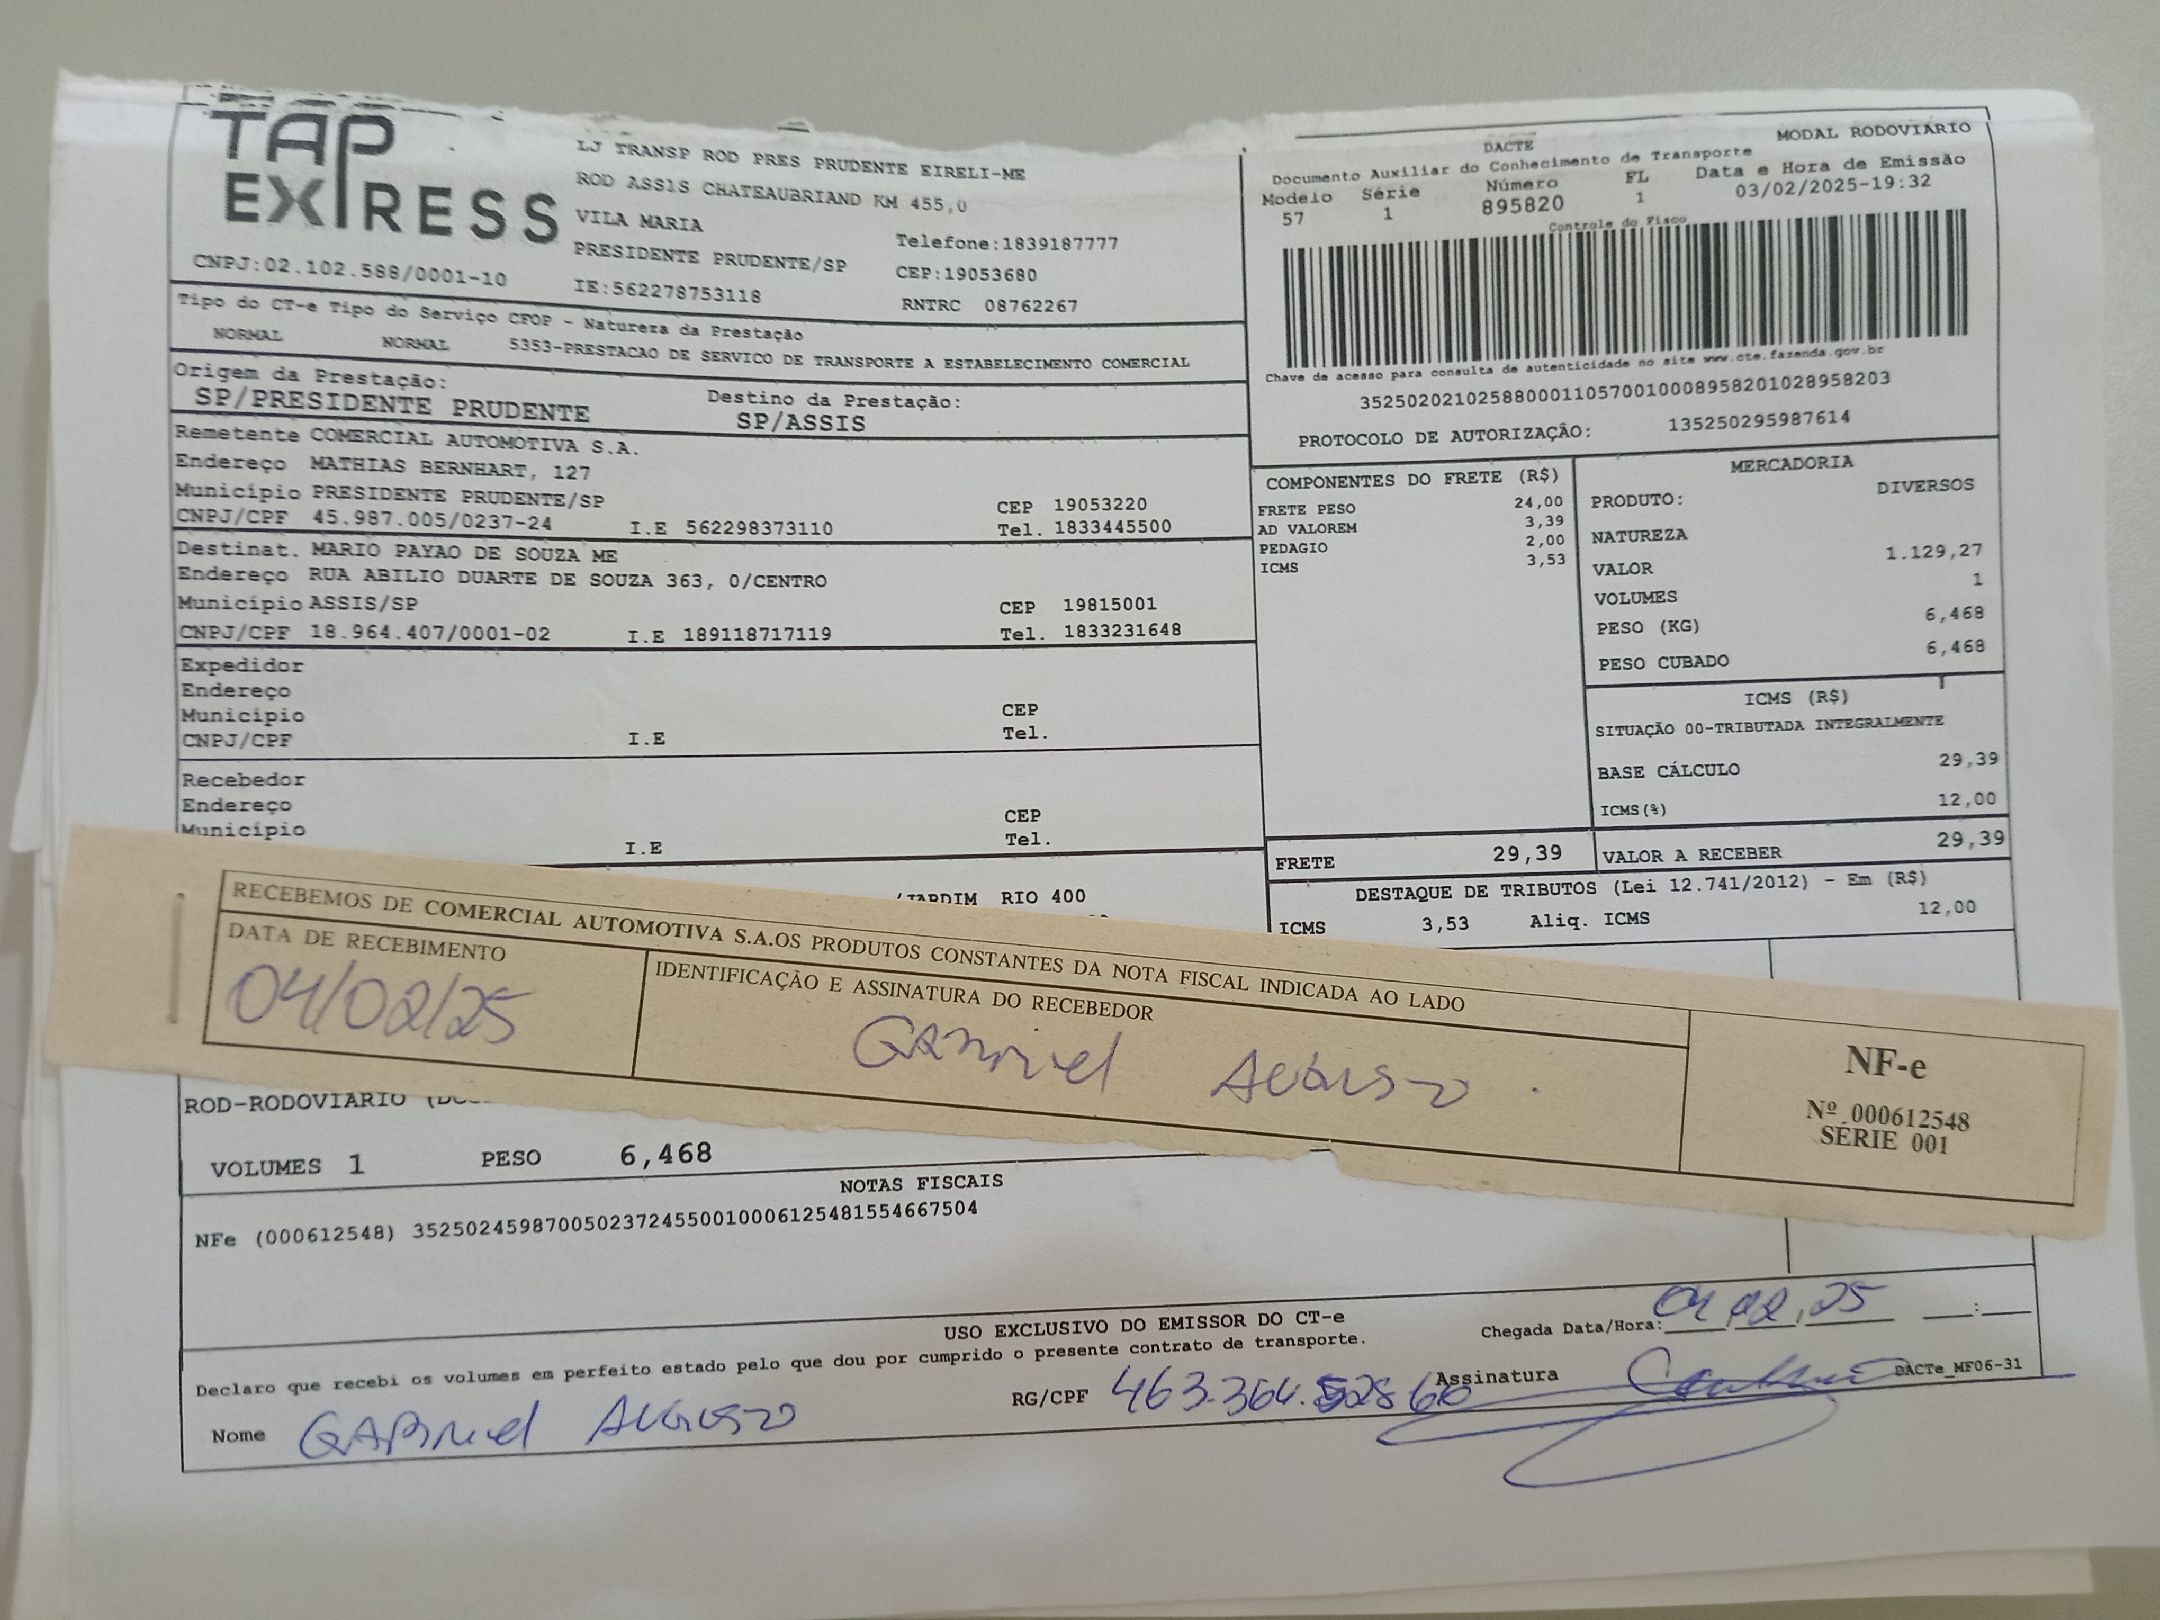 TAP
EXPRESS
CNPJ:02.102.588/0001-10
LJ TRANSP ROD PRES PRUDENTE EIRELI-ME
ROD ASSIS CHATEAUBRIAND KM 455,0
VILA MARIA
PRESIDENTE PRUDENTE/SP
IE:562278753118
Telefone:1839187777
CEP:19053680
RNTRC 08762267
DACTE MODAL RODOVIÁRIO
Documento Auxiliar do Conhecimento de Transporte
Modelo Série Número FL Data e Hora de Emissão
57 1 895820 1 03/02/2025-19:32
Controle do Fisco
Chave de acesso para consulta de autenticidade no site www.cte.fazenda.gov.br
35250202102588000110570010008958201028958203
PROTOCOLO DE AUTORIZAÇÃO: 135250295987614
Tipo do CT-e Tipo do Serviço CFOP - Natureza da Prestação
NORMAL NORMAL 5353-PRESTACAO DE SERVICO DE TRANSPORTE A ESTABELECIMENTO COMERCIAL
Origem da Prestação: Destino da Prestação:
SP/PRESIDENTE PRUDENTE SP/ASSIS
Remetente COMERCIAL AUTOMOTIVA S.A.
Endereço MATHIAS BERNHART, 127
Município PRESIDENTE PRUDENTE/SP CEP 19053220
CNPJ/CPF 45.987.005/0237-24 I.E 562298373110 Tel. 1833445500
Destinat. MARIO PAYAO DE SOUZA ME
Endereço RUA ABILIO DUARTE DE SOUZA 363, 0/CENTRO
Município ASSIS/SP CEP 19815001
CNPJ/CPF 18.964.407/0001-02 I.E 189118717119 Tel. 1833231648
Expedidor
Endereço
Município CEP
CNPJ/CPF I.E Tel.
Recebedor
Endereço
Município CEP
I.E Tel.
/JARDIM RIO 400
COMPONENTES DO FRETE (R$)
FRETE PESO 24,00
AD VALOREM 3,39
PEDAGIO 2,00
ICMS 3,53
FRETE 29,39
MERCADORIA
PRODUTO: DIVERSOS
NATUREZA
VALOR 1.129,27
VOLUMES 1
PESO (KG) 6,468
PESO CUBADO 6,468
ICMS (R$)
SITUAÇÃO 00-TRIBUTADA INTEGRALMENTE
BASE CÁLCULO 29,39
ICMS(%) 12,00
VALOR A RECEBER 29,39
DESTAQUE DE TRIBUTOS (Lei 12.741/2012) - Em (R$)
ICMS 3,53 Aliq. ICMS 12,00
RECEBEMOS DE COMERCIAL AUTOMOTIVA S.A.OS PRODUTOS CONSTANTES DA NOTA FISCAL INDICADA AO LADO
DATA DE RECEBIMENTO IDENTIFICAÇÃO E ASSINATURA DO RECEBEDOR
04/02/25 GABRIEL AUGUSTO
NF-e
Nº 000612548
SÉRIE 001
ROD-RODOVIARIO
VOLUMES 1 PESO 6,468
NOTAS FISCAIS
NFe (000612548) 35250245987005023724550010006125481554667504
USO EXCLUSIVO DO EMISSOR DO CT-e
Chegada Data/Hora: 04 02 25 :
Declaro que recebi os volumes em perfeito estado pelo que dou por cumprido o presente contrato de transporte.
Nome GABRIEL AUGUSTO RG/CPF 463.364. Assinatura
DACTe_MF06-31